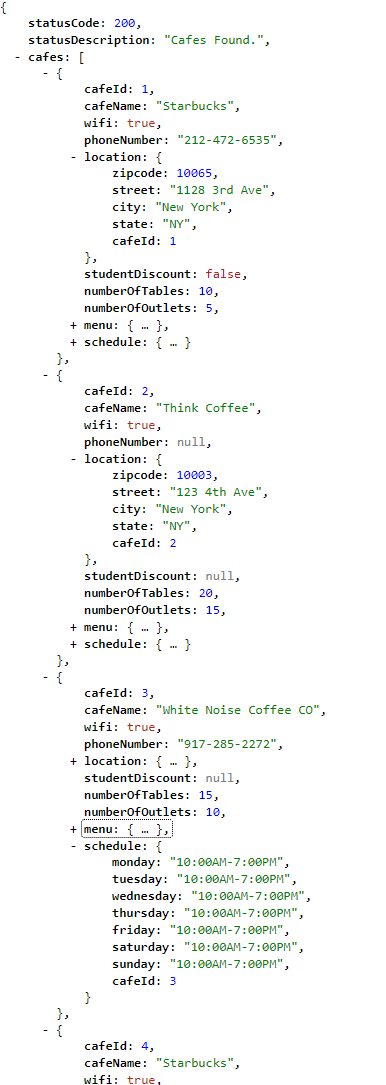 {
statusCode: 200,
statusDescription: "Cafes Found.",
- cafes: [
- {
cafeId: 1,
cafeName: "Starbucks",
wifi: true,
phoneNumber: "212-472-6535",
- location: {
zipcode: 10065,
street: "1128 3rd Ave",
city: "New York",
state: "NY",
cafeId: 1
},
studentDiscount: false,
numberOfTables: 10,
numberOfOutlets: 5,
+ menu: { … },
+ schedule: { … }
},
- {
cafeId: 2,
cafeName: "Think Coffee",
wifi: true,
phoneNumber: null,
- location: {
zipcode: 10003,
street: "123 4th Ave",
city: "New York",
state: "NY",
cafeId: 2
},
studentDiscount: null,
numberOfTables: 20,
numberOfOutlets: 15,
+ menu: { … },
+ schedule: { … }
},
- {
cafeId: 3,
cafeName: "White Noise Coffee CO",
wifi: true,
phoneNumber: "917-285-2272",
+ location: { … },
studentDiscount: null,
numberOfTables: 15,
numberOfOutlets: 10,
+ menu: { … },
- schedule: {
monday: "10:00AM-7:00PM",
tuesday: "10:00AM-7:00PM",
wednesday: "10:00AM-7:00PM",
thursday: "10:00AM-7:00PM",
friday: "10:00AM-7:00PM",
saturday: "10:00AM-7:00PM",
sunday: "10:00AM-7:00PM",
cafeId: 3
}
},
- {
cafeId: 4,
cafeName: "Starbucks",
wifi: true,